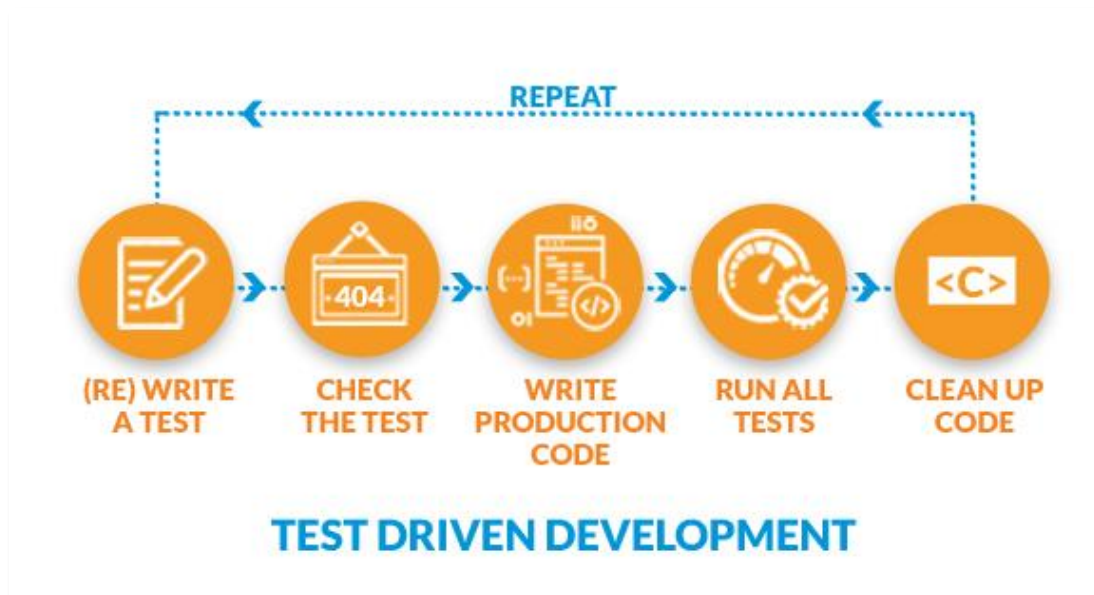 REPEAT
404
{...}
</>
<C>
(RE) WRITE
A TEST
CHECK
THE TEST
WRITE
PRODUCTION
CODE
RUN ALL
TESTS
CLEAN UP
CODE
TEST DRIVEN DEVELOPMENT